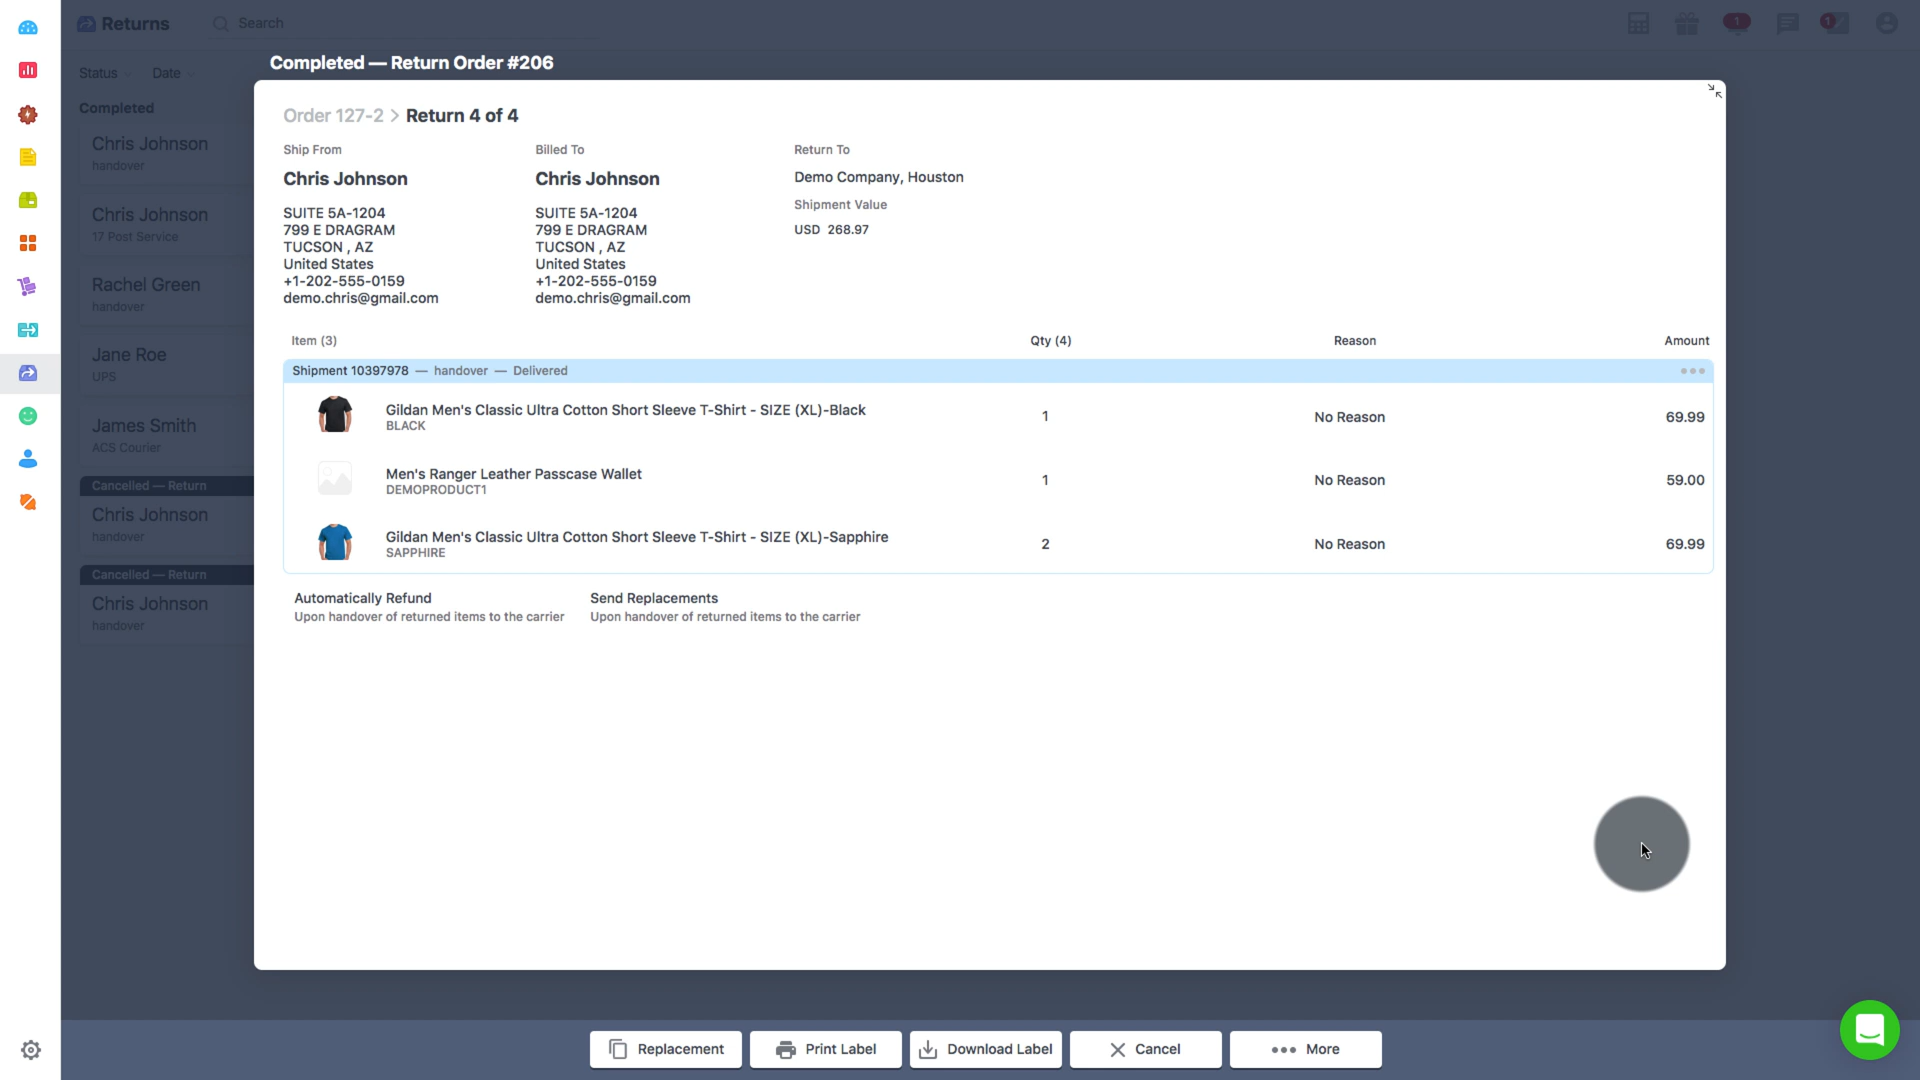 Returns
Search
1
1
Status
Date
Completed
Chris Johnson
handover
Chris Johnson
17 Post Service
Rachel Green
handover
Jane Roe
UPS
James Smith
ACS Courier
Cancelled — Return
Chris Johnson
handover
Cancelled — Return
Chris Johnson
handover
Completed — Return Order #206
Order 127-2 > Return 4 of 4
Ship From
Chris Johnson
SUITE 5A-1204
799 E DRAGRAM
TUCSON , AZ
United States
+1-202-555-0159
demo.chris@gmail.com
Billed To
Chris Johnson
SUITE 5A-1204
799 E DRAGRAM
TUCSON , AZ
United States
+1-202-555-0159
demo.chris@gmail.com
Return To
Demo Company, Houston
Shipment Value
USD 268.97
Item (3) Qty (4) Reason Amount
Shipment 10397978 — handover — Delivered
Gildan Men's Classic Ultra Cotton Short Sleeve T-Shirt - SIZE (XL)-Black
BLACK
1 No Reason 69.99
Men's Ranger Leather Passcase Wallet
DEMOPRODUCT1
1 No Reason 59.00
Gildan Men's Classic Ultra Cotton Short Sleeve T-Shirt - SIZE (XL)-Sapphire
SAPPHIRE
2 No Reason 69.99
Automatically Refund
Upon handover of returned items to the carrier
Send Replacements
Upon handover of returned items to the carrier
Replacement
Print Label
Download Label
Cancel
More